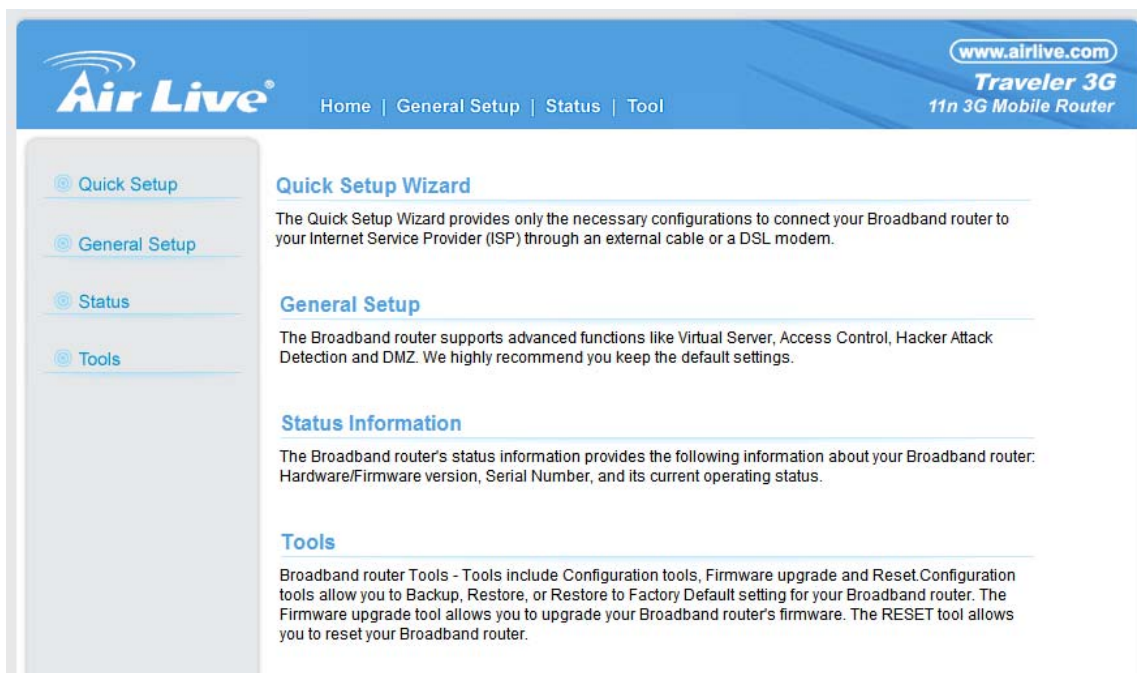 www.airlive.com
Air Live®
Traveler 3G
Home | General Setup | Status | Tool
11n 3G Mobile Router
Quick Setup
General Setup
Status
Tools
Quick Setup Wizard
The Quick Setup Wizard provides only the necessary configurations to connect your Broadband router to
your Internet Service Provider (ISP) through an external cable or a DSL modem.
General Setup
The Broadband router supports advanced functions like Virtual Server, Access Control, Hacker Attack
Detection and DMZ. We highly recommend you keep the default settings.
Status Information
The Broadband router's status information provides the following information about your Broadband router:
Hardware/Firmware version, Serial Number, and its current operating status.
Tools
Broadband router Tools - Tools include Configuration tools, Firmware upgrade and Reset.Configuration
tools allow you to Backup, Restore, or Restore to Factory Default setting for your Broadband router. The
Firmware upgrade tool allows you to upgrade your Broadband router's firmware. The RESET tool allows
you to reset your Broadband router.